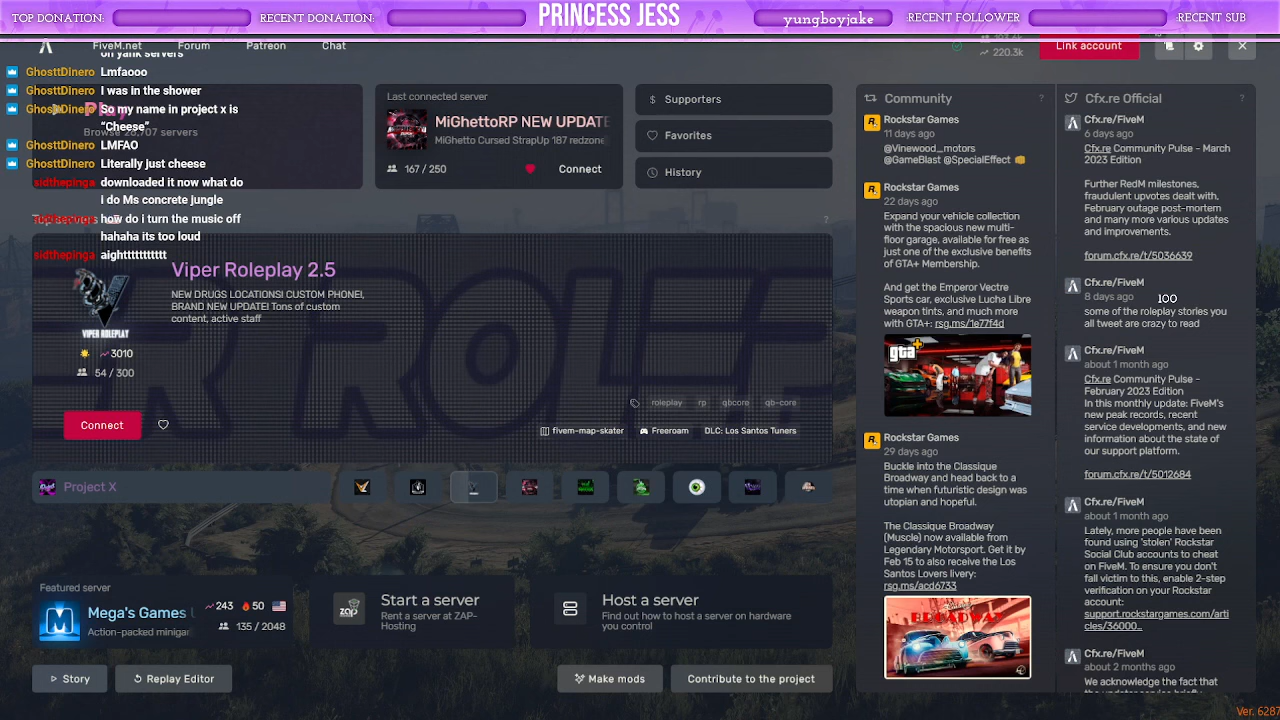 TOP DONATION:
RECENT DONATION:
PRINCESS JESS
yungboyjake
RECENT FOLLOWER
RECENT SUB
FiveM.net
Forum
Patreon
Chat
220.3k
Link account
on yank servers
GhosttDinero Lmfaooo
GhosttDinero I was in the shower
GhosttDinero So my name in project x is
"Cheese"
GhosttDinero LMFAO
GhosttDinero LIterally just cheese
sidthepinga downloaded it now what do
i do Ms concrete jungle
sidthepinga how do i turn the music off
hahaha its too loud
sidthepinga aighttttttttttt
Play
Browse
servers
Last connected server
MiGhettoRP NEW UPDATE
MiGhetto Cursed StrapUp 187 redzone
167 / 250
Connect
$ Supporters
Favorites
History
?
Viper Roleplay 2.5
NEW DRUGS LOCATIONS! CUSTOM PHONE!,
BRAND NEW UPDATE! Tons of custom
content, active staff
VIPER ROLEPLAY
3010
54 / 300
Connect
roleplay
rp
qbcore
qb-core
fivem-map-skater
Freeroam
DLC: Los Santos Tuners
Project X
Featured server
Mega's Games
Action-packed minigam
243
50
135 / 2048
ZAP
Start a server
Rent a server at ZAP-
Hosting
Host a server
Find out how to host a server on hardware
you control
Story
Replay Editor
Make mods
Contribute to the project
Community
?
Rockstar Games
11 days ago
@Vinewood_motors
@GameBlast @SpecialEffect
Rockstar Games
22 days ago
Expand your vehicle collection
with the spacious new multi-
floor garage, available for free as
just one of the exclusive benefits
of GTA+ Membership.
And get the Emperor Vectre
Sports car, exclusive Lucha Libre
weapon tints, and much more
with GTA+: rsg.ms/1e77f4d
gta+
Rockstar Games
29 days ago
Buckle into the Classique
Broadway and head back to a
time when futuristic design was
utopian and hopeful.
The Classique Broadway
(Muscle) now available from
Legendary Motorsport. Get it by
Feb 15 to also receive the Los
Santos Lovers livery:
rsg.ms/acd6733
BROADWAY
Cfx.re Official
?
Cfx.re/FiveM
6 days ago
Cfx.re Community Pulse - March
2023 Edition
Further RedM milestones,
fraudulent upvotes dealt with,
February outage post-mortem
and many more various updates
and improvements.
forum.cfx.re/t/5036639
Cfx.re/FiveM
8 days ago
100
some of the roleplay stories you
all tweet are crazy to read
Cfx.re/FiveM
about 1 month ago
Cfx.re Community Pulse -
February 2023 Edition
In this monthly update: FiveM's
new peak records, recent
service developments, and new
information about the state of
our support platform.
forum.cfx.re/t/5012684
Cfx.re/FiveM
about 1 month ago
Lately, more people have been
found using 'stolen' Rockstar
Social Club accounts to cheat
on FiveM. To ensure you don't
fall victim to this, enable 2-step
verification on your Rockstar
account:
support.rockstargames.com/arti
cles/36000..
Cfx.re/FiveM
about 2 months ago
We acknowledge the fact that
Ver. 6287